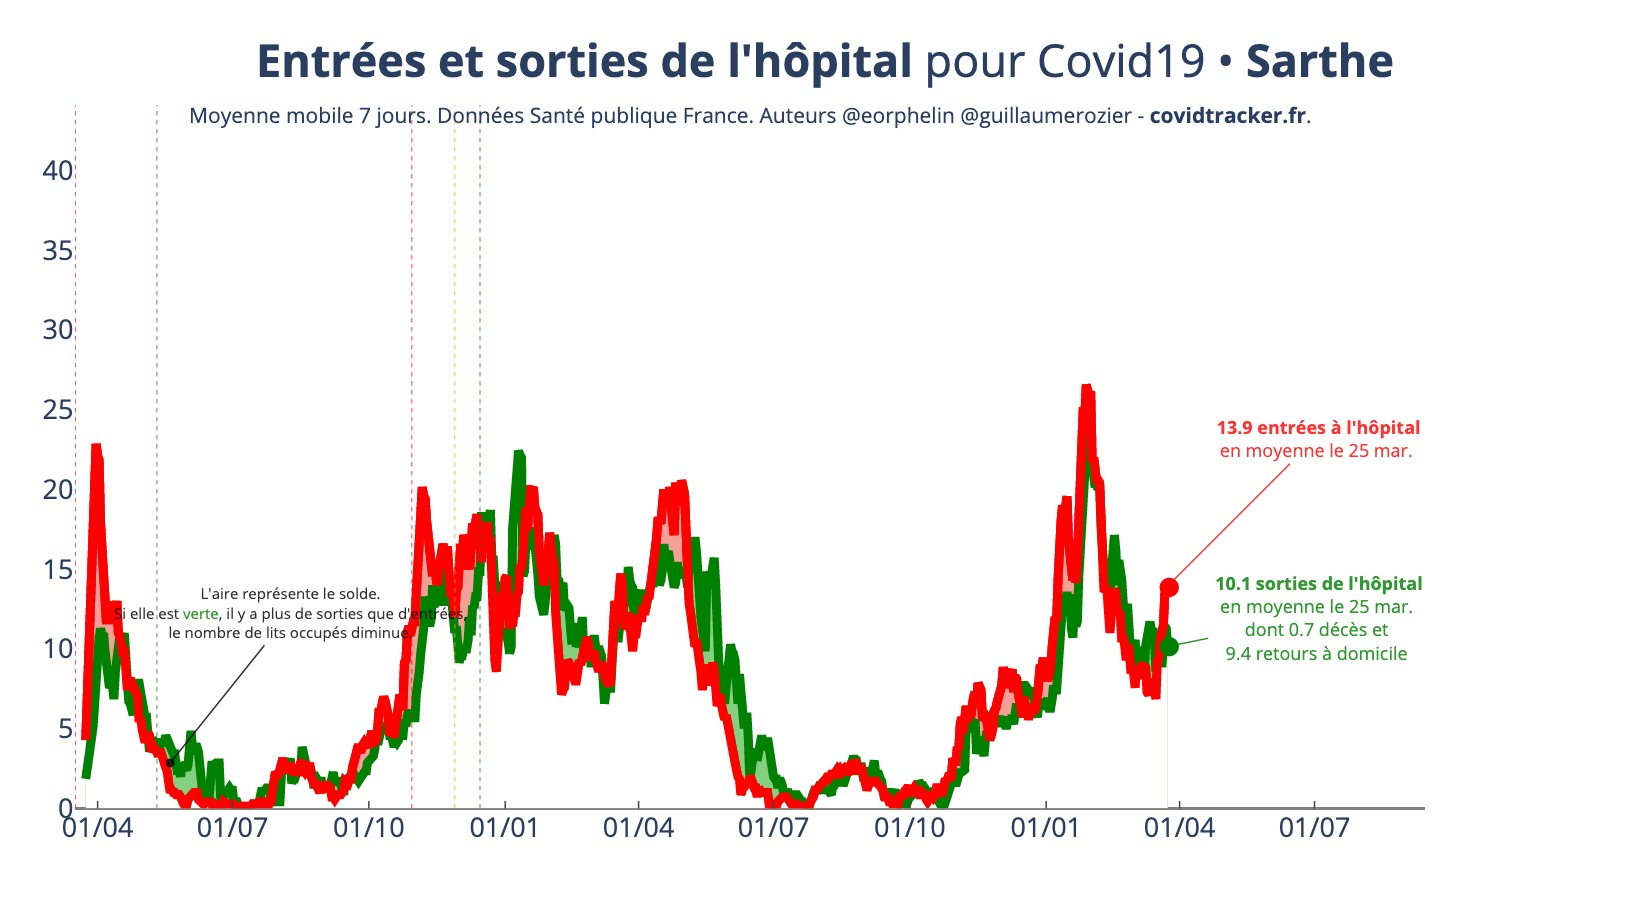 Entrées et sorties de l'hôpital pour Covid19 • Sarthe
Moyenne mobile 7 jours. Données Santé publique France. Auteurs @eorphelin @guillaumerozier - covidtracker.fr.
40
35
30
25
20
15
10
5
0
13.9 entrées à l'hôpital
en moyenne le 25 mar.
10.1 sorties de l'hôpital
en moyenne le 25 mar.
dont 0.7 décès et
9.4 retours à domicile
L'aire représente le solde.
Si elle est verte, il y a plus de sorties que d'entrées,
le nombre de lits occupés diminue.
01/04 01/07 01/10 01/01 01/04 01/07 01/10 01/01 01/04 01/07